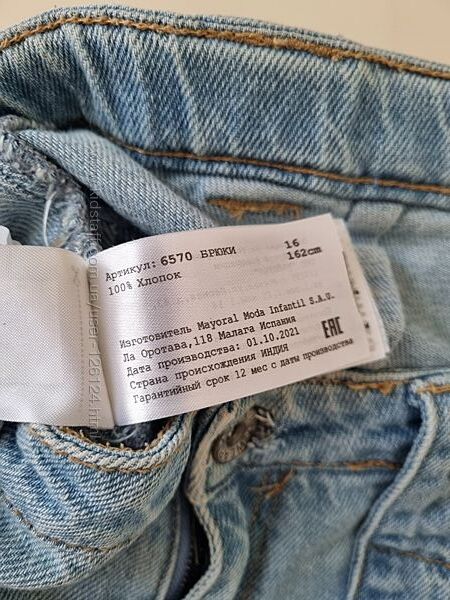 Артикул: 6570 БРЮКИ 16
100% Хлопок 162cm
Изготовитель Mayoral Moda Infantil S.A.U.
Ла Оротава,118 Малага Испания
Дата производства: 01.10.2021
Страна происхождения ИНДИЯ
Гарантийный срок 12 мес с даты производства
EAC